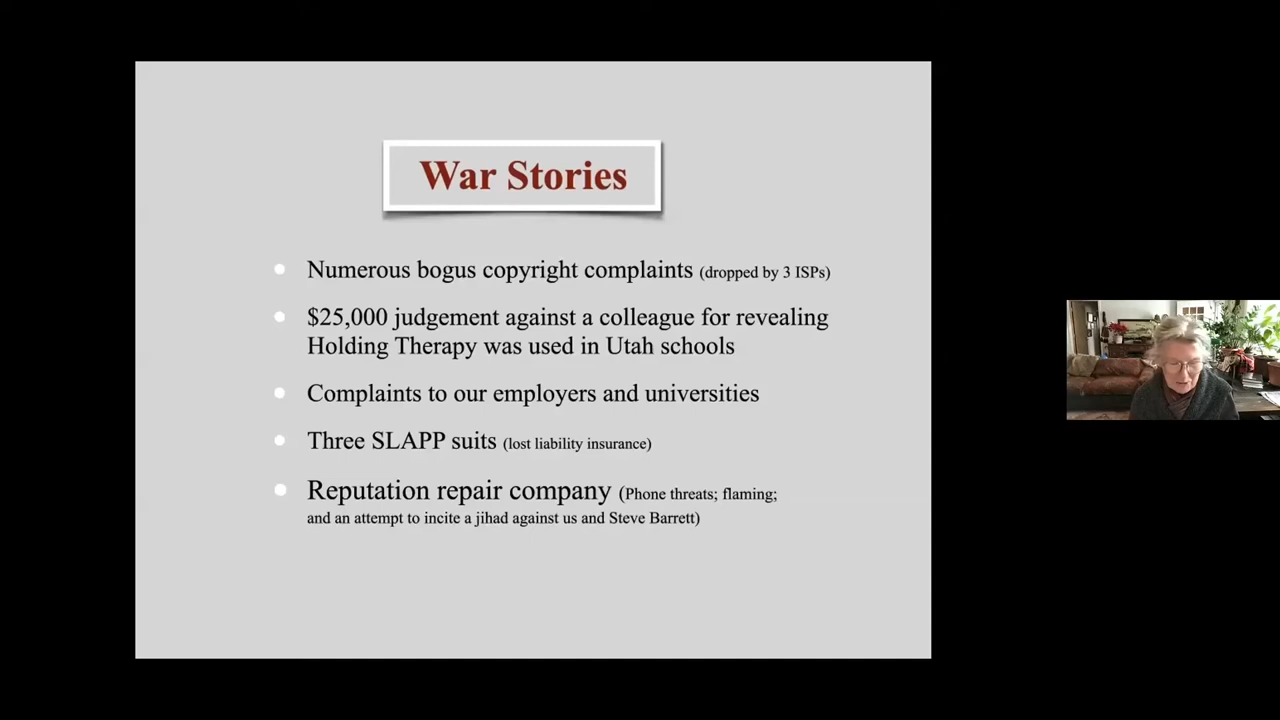 War Stories
Numerous bogus copyright complaints (dropped by 3 ISPs)
$25,000 judgement against a colleague for revealing
Holding Therapy was used in Utah schools
Complaints to our employers and universities
Three SLAPP suits (lost liability insurance)
Reputation repair company (Phone threats; flaming;
and an attempt to incite a jihad against us and Steve Barrett)